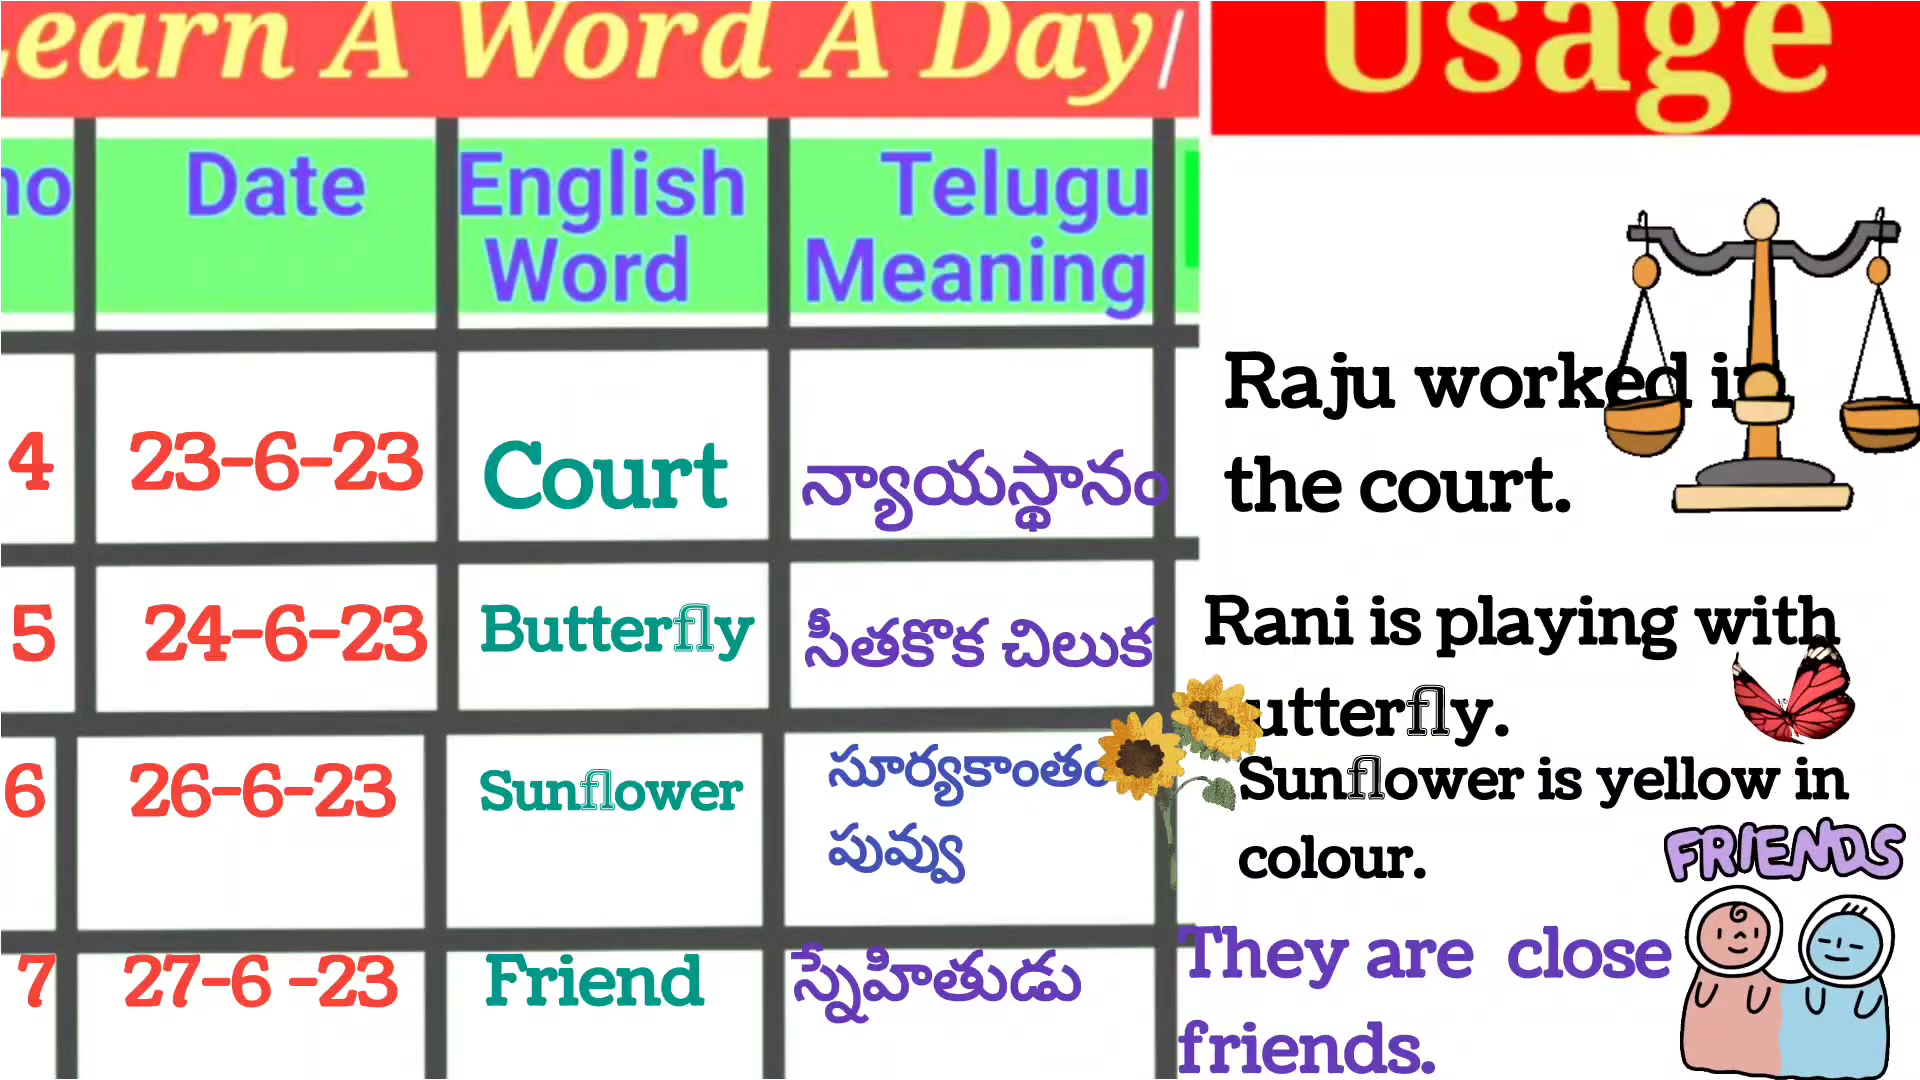 Learn A Word A Day/
Usage
no Date English Word Telugu Meaning
4 23-6-23 Court న్యాయస్థానం
Raju worked in
the court.
5 24-6-23 Butterfly సీతకొక చిలుక
Rani is playing with
utterfly.
6 26-6-23 Sunflower సూర్యకాంతం
పువ్వు
Sunflower is yellow in
colour.
FRIENDS
7 27-6 -23 Friend స్నేహితుడు
They are close
friends.